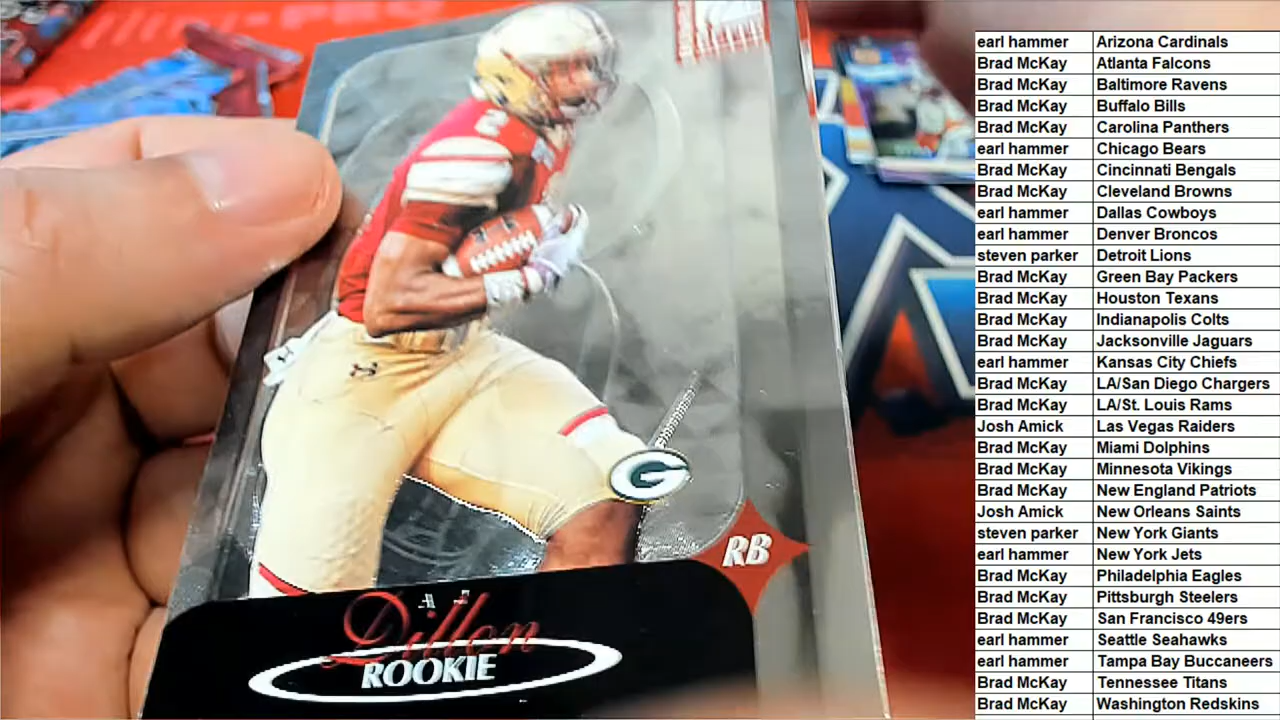 2
G
RB
AJ
Dillon
ROOKIE
earl hammer Arizona Cardinals
Brad McKay Atlanta Falcons
Brad McKay Baltimore Ravens
Brad McKay Buffalo Bills
Brad McKay Carolina Panthers
earl hammer Chicago Bears
Brad McKay Cincinnati Bengals
Brad McKay Cleveland Browns
earl hammer Dallas Cowboys
earl hammer Denver Broncos
steven parker Detroit Lions
Brad McKay Green Bay Packers
Brad McKay Houston Texans
Brad McKay Indianapolis Colts
Brad McKay Jacksonville Jaguars
earl hammer Kansas City Chiefs
Brad McKay LA/San Diego Chargers
Brad McKay LA/St. Louis Rams
Josh Amick Las Vegas Raiders
Brad McKay Miami Dolphins
Brad McKay Minnesota Vikings
Brad McKay New England Patriots
Josh Amick New Orleans Saints
steven parker New York Giants
earl hammer New York Jets
Brad McKay Philadelphia Eagles
Brad McKay Pittsburgh Steelers
Brad McKay San Francisco 49ers
earl hammer Seattle Seahawks
earl hammer Tampa Bay Buccaneers
Brad McKay Tennessee Titans
Brad McKay Washington Redskins